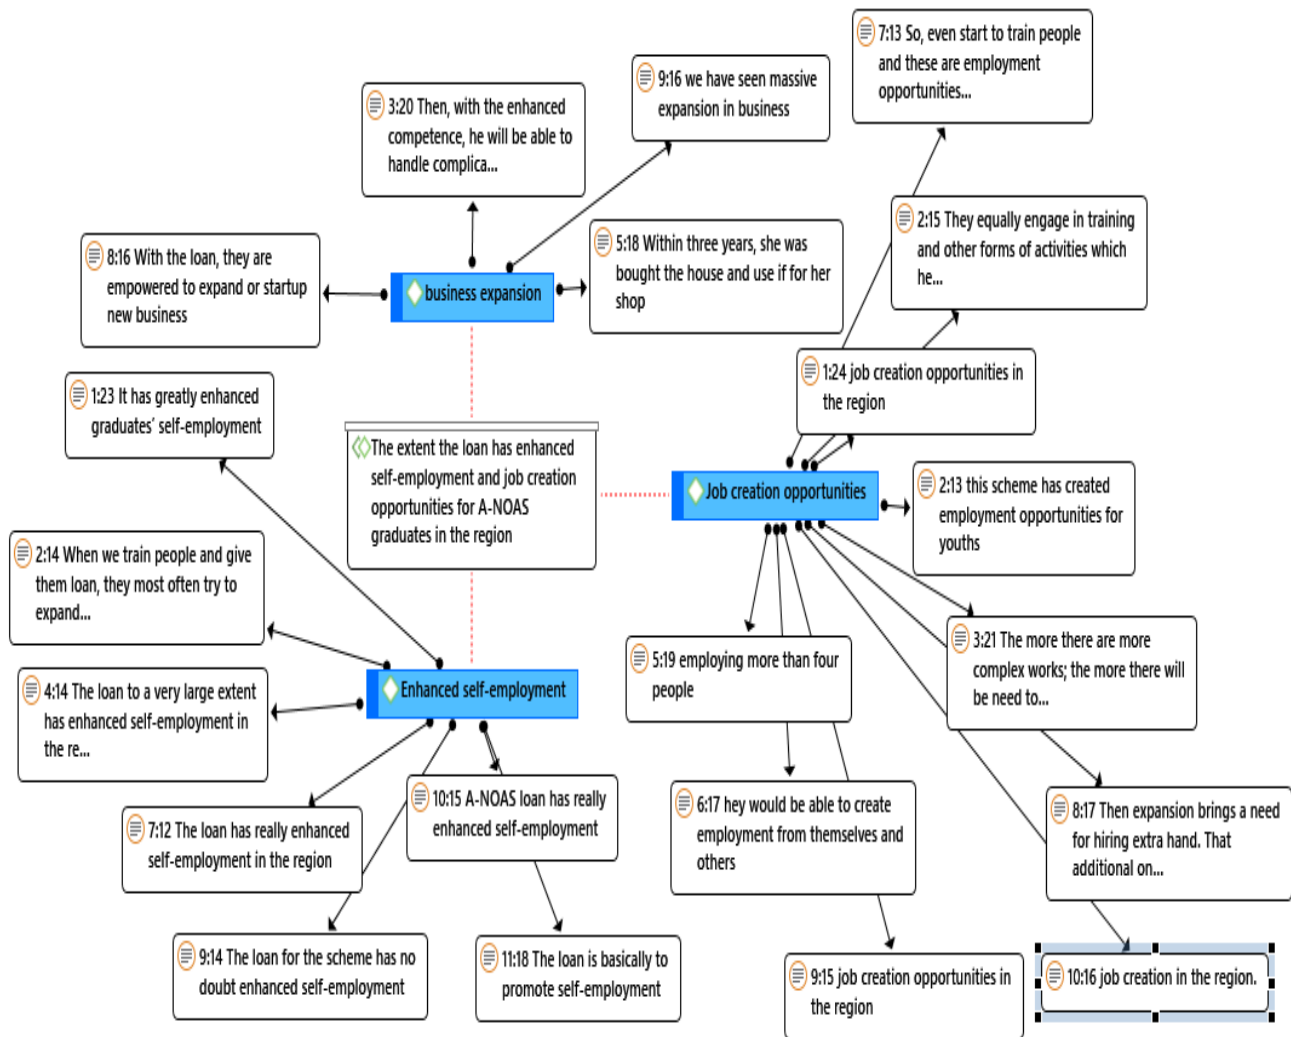 7:13 So, even start to train people
and these are employment
opportunities...
9:16 we have seen massive
expansion in business
3:20 Then, with the enhanced
competence, he will be able to
handle complica...
2:15 They equally engage in training
and other forms of activities which
he...
5:18 Within three years, she was
bought the house and use if for her
shop
8:16 With the loan, they are
empowered to expand or startup
new business
business expansion
1:24 job creation opportunities in
the region
1:23 It has greatly enhanced
graduates' self-employment
The extent the loan has enhanced
self-employment and job creation
opportunities for A-NOAS
graduates in the region
Job creation opportunities
2:13 this scheme has created
employment opportunities for
youths
2:14 When we train people and give
them loan, they most often try to
expand...
3:21 The more there are more
complex works; the more there will
be need to...
5:19 employing more than four
people
Enhanced self-employment
4:14 The loan to a very large extent
has enhanced self-employment in
the re...
10:15 A-NOAS loan has really
enhanced self-employment
6:17 hey would be able to create
employment from themselves and
others
8:17 Then expansion brings a need
for hiring extra hand. That
additional on...
7:12 The loan has really enhanced
self-employment in the region
9:14 The loan for the scheme has no
doubt enhanced self-employment
11:18 The loan is basically to
promote self-employment
9:15 job creation opportunities in
the region
10:16 job creation in the region.